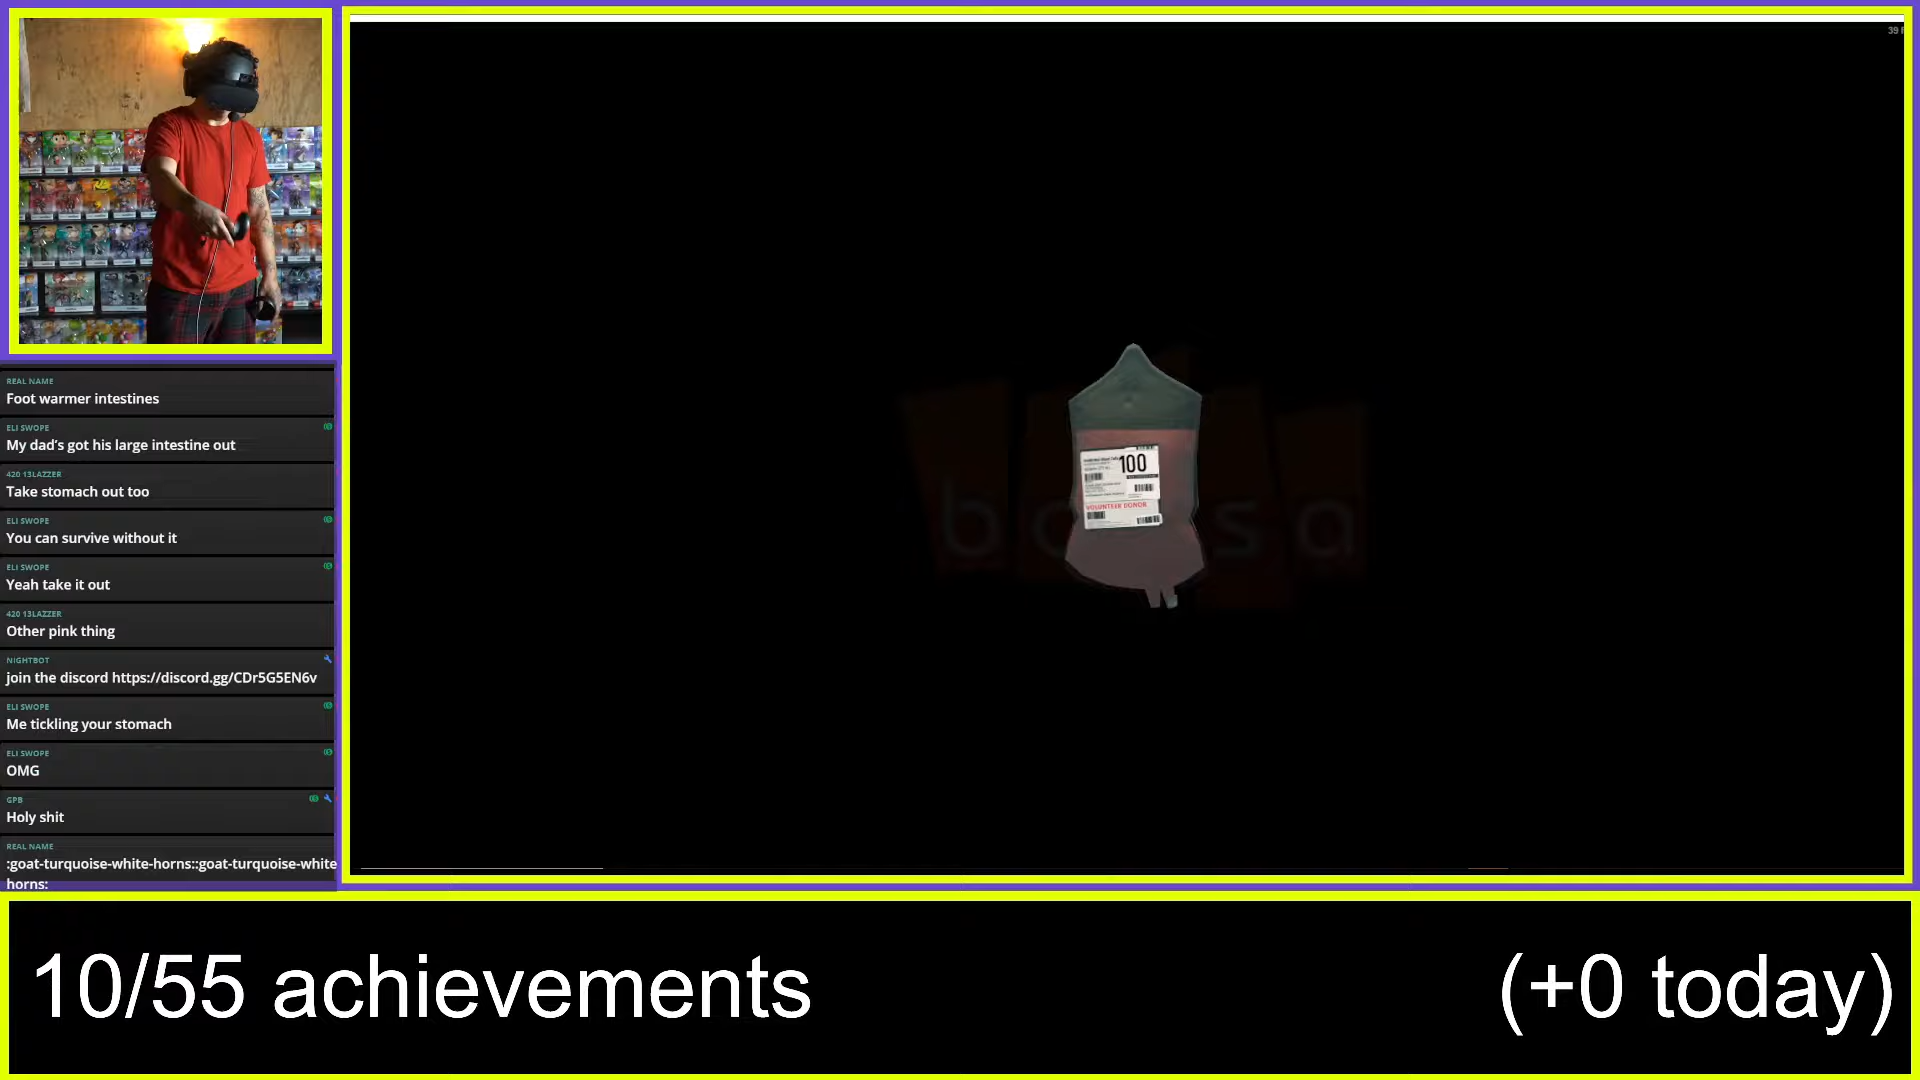 39 F
REAL NAME
Foot warmer intestines
ELI SWOPE
My dad’s got his large intestine out
420 13LAZZER
Take stomach out too
ELI SWOPE
You can survive without it
ELI SWOPE
Yeah take it out
420 13LAZZER
Other pink thing
NIGHTBOT
join the discord https://discord.gg/CDr5G5EN6v
ELI SWOPE
Me tickling your stomach
ELI SWOPE
OMG
GPB
Holy shit
REAL NAME
:goat-turquoise-white-horns::goat-turquoise-white
horns:
100
VOLUNTEER DONOR
10/55 achievements
(+0 today)